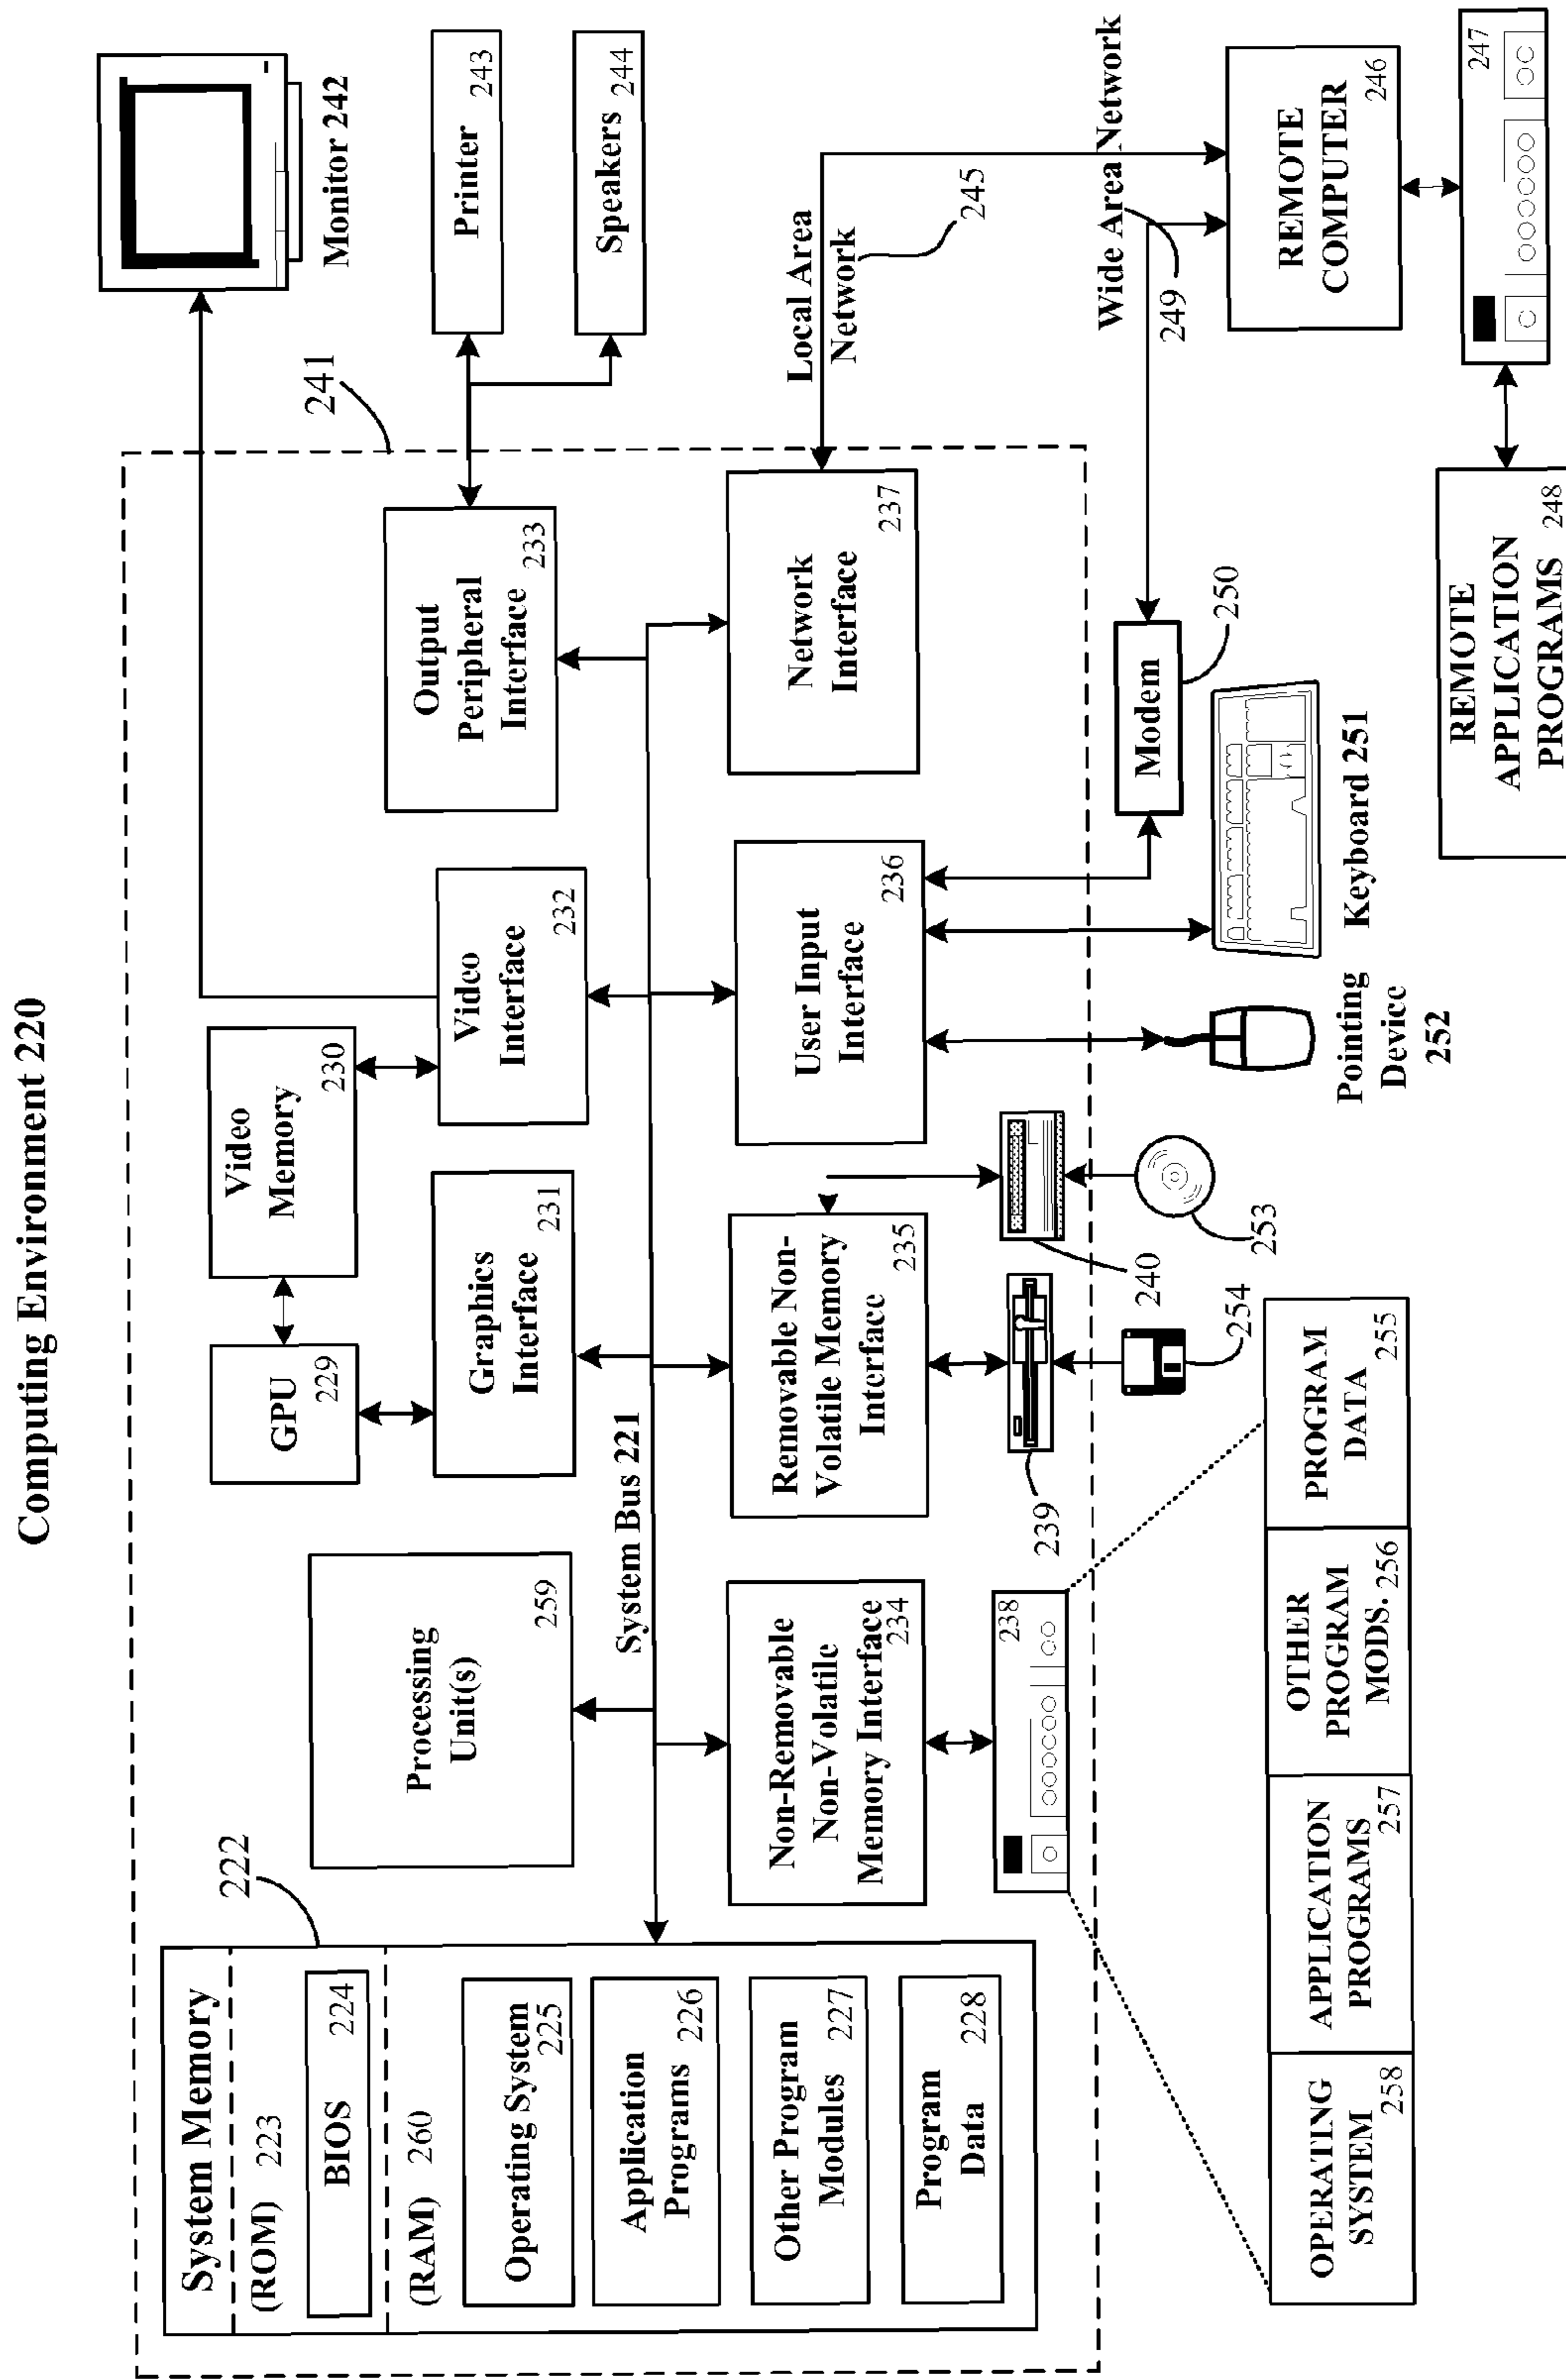 Computing Environment 220
System Memory
(ROM) 223
BIOS 224
(RAM) 260
Operating System
225
Application
Programs 226
Other Program
Modules 227
Program
Data 228
222
Processing
Unit(s)
259
System Bus 221
GPU
229
Video
Memory
230
Graphics
Interface
231
Video
Interface
232
Output
Peripheral
Interface
233
241
Monitor 242
Printer
243
Speakers
244
Non-Removable
Non-Volatile
Memory Interface
234
Removable Non-
Volatile Memory
Interface
235
User Input
Interface
236
Network
Interface
237
Local Area
Network
245
Wide Area Network
249
238
239
240
254
253
Modem
250
REMOTE
COMPUTER
246
247
OPERATING
SYSTEM
258
APPLICATION
PROGRAMS
257
OTHER
PROGRAM
MODS. 256
PROGRAM
DATA
255
Pointing
Device
252
Keyboard 251
REMOTE
APPLICATION
PROGRAMS 248